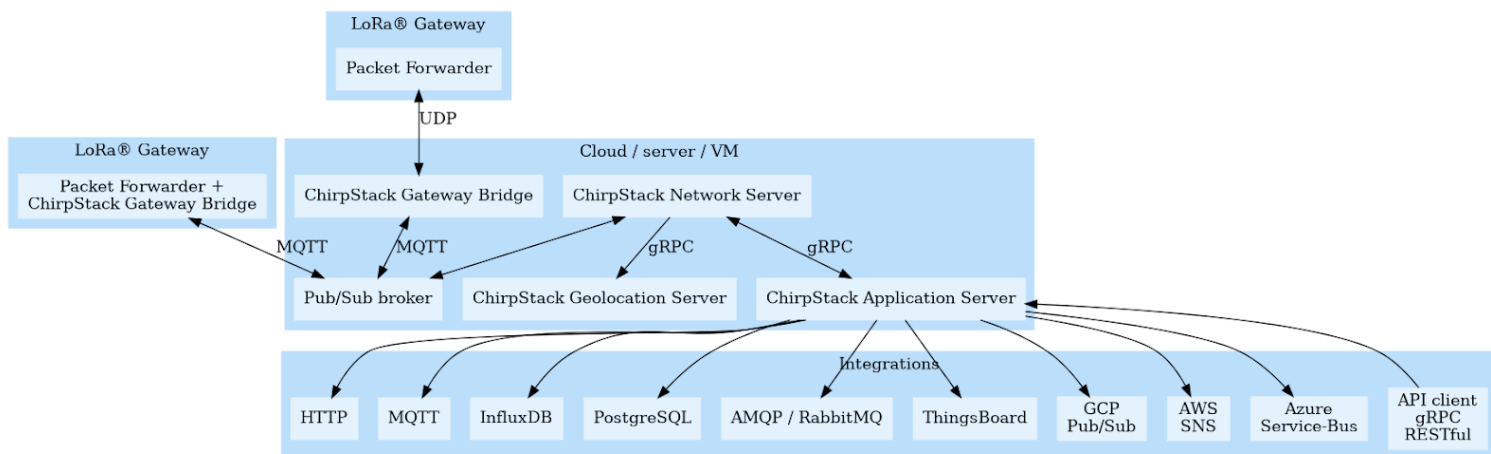 LoRa® Gateway
Packet Forwarder
UDP
LoRa® Gateway
Packet Forwarder +
ChirpStack Gateway Bridge
Cloud / server / VM
ChirpStack Gateway Bridge
ChirpStack Network Server
MQTT
MQTT
gRPC
gRPC
Pub/Sub broker
ChirpStack Geolocation Server
ChirpStack Application Server
Integrations
HTTP
MQTT
InfluxDB
PostgreSQL
AMQP / RabbitMQ
ThingsBoard
GCP
Pub/Sub
AWS
SNS
Azure
Service-Bus
API client
gRPC
RESTful